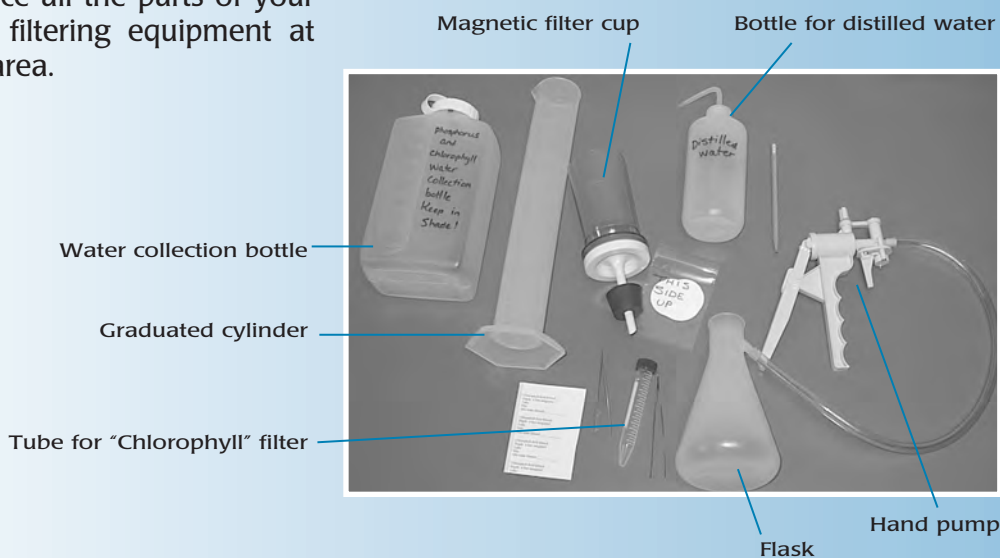 ce all the parts of your
filtering equipment at
area.
Magnetic filter cup
Bottle for distilled water
phosphorus
and
chlorophyll
water
collection
bottle
Keep in
Shade!
Distilled
water
Water collection bottle
THIS
SIDE
UP
Graduated cylinder
Tube for “Chlorophyll” filter
Hand pump
Flask